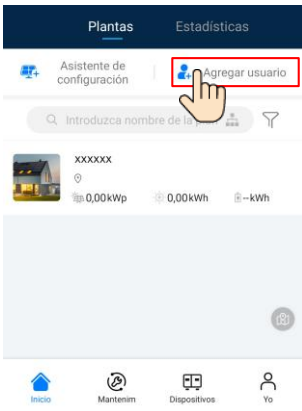 Plantas Estadísticas
Asistente de configuración
Agregar usuario
Introduzca nombre de la
xxxxxx
0,00kWp 0,00kWh --kWh
Inicio Mantenim Dispositivos Yo